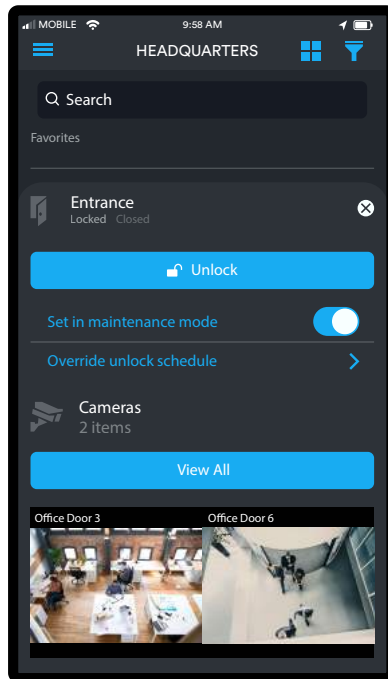 MOBILE 9:58 AM
HEADQUARTERS
Search
Favorites
Entrance
Locked Closed
Unlock
Set in maintenance mode
Override unlock schedule
Cameras
2 items
View All
Office Door 3 Office Door 6